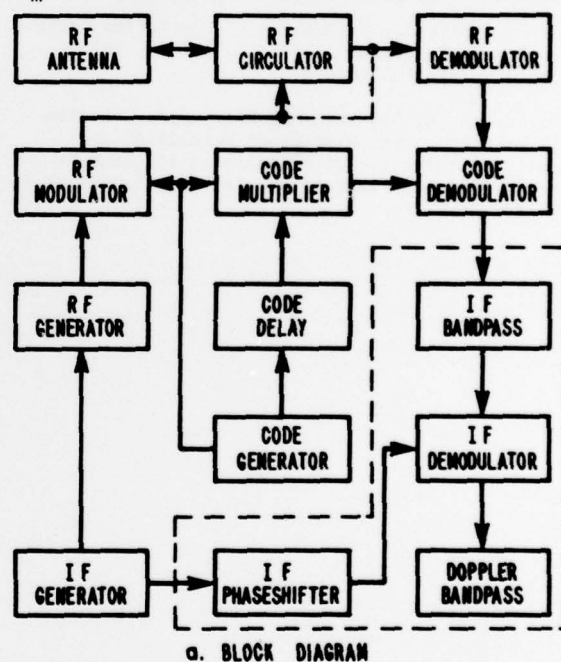 m
RF
ANTENNA
RF
CIRCULATOR
RF
DEMODULATOR
RF
MODULATOR
CODE
MULTIPLIER
CODE
DEMODULATOR
RF
GENERATOR
CODE
DELAY
IF
BANDPASS
CODE
GENERATOR
IF
DEMODULATOR
IF
GENERATOR
IF
PHASESHIFTER
DOPPLER
BANDPASS
a. BLOCK DIAGRAM